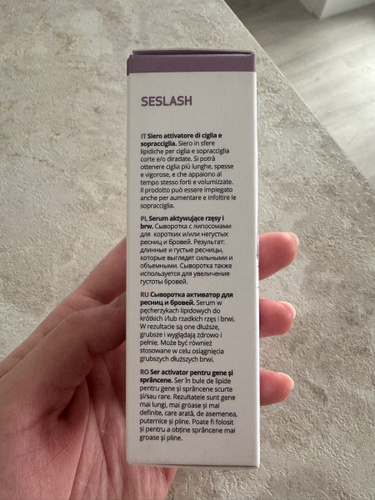 SESLASH
IT Siero attivatore di ciglia e
sopracciglia. Siero in sfere
lipidiche per ciglia e sopracciglia
corte e/o diradate. Si potrà
ottenere ciglia più lunghe, spesse
e vigorose, e che appaiono al
tempo stesso forti e volumizzate.
Il prodotto può essere impiegato
anche per aumentare e infoltire le
sopracciglia.
PL Serum aktywujące rzęsy i
brw. Сыворотка с липосомами
для коротких и/или негустых
ресниц и бровей. Результат:
длинные и густые ресницы,
которые выглядят сильными и
объемными. Сыворотка также
используется для увеличения
густоты бровей.
RU Сыворотка активатор для
ресниц и бровей. Serum w
pęcherzykach lipidowych do
krótkich i/lub rzadkich rzęs i brwi.
W rezultacie są one dłuższe,
grubsze i wyglądają zdrowo i
pełnie. Może być również
stosowane w celu osiągnięcia
grubszych dłuższych brwi.
RO Ser activator pentru gene și
sprâncene. Ser în bule de lipide
pentru gene și sprâncene scurte
și/sau rare. Rezultatele sunt gene
mai lungi, mai groase și mai
definite, care arată, de asemenea,
puternice și pline. Poate fi folosit
și pentru a obține sprâncene mai
groase și pline.